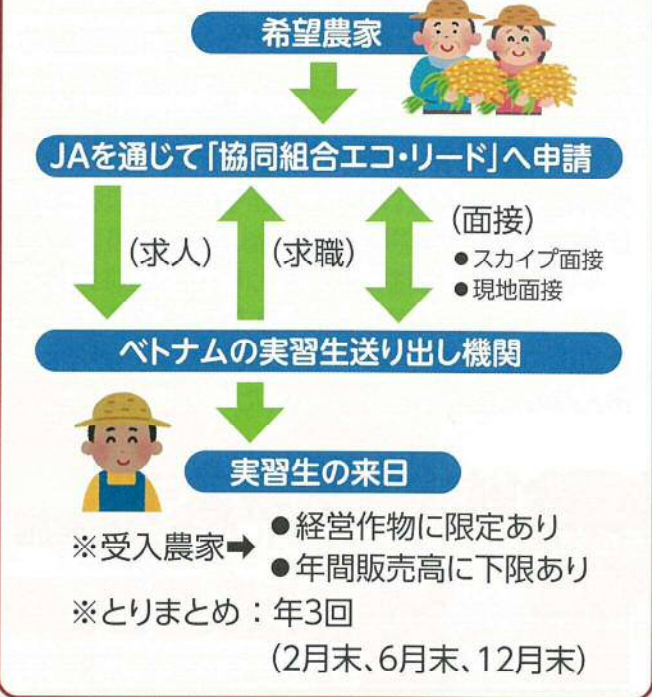 希望農家
JAを通じて「協同組合エコ・リード」へ申請
(求人)
(求職)
(面接)
●スカイプ面接
●現地面接
ベトナムの実習生送り出し機関
実習生の来日
※受入農家➡
●経営作物に限定あり
●年間販売高に下限あり
※とりまとめ：年3回
(2月末、6月末、12月末)